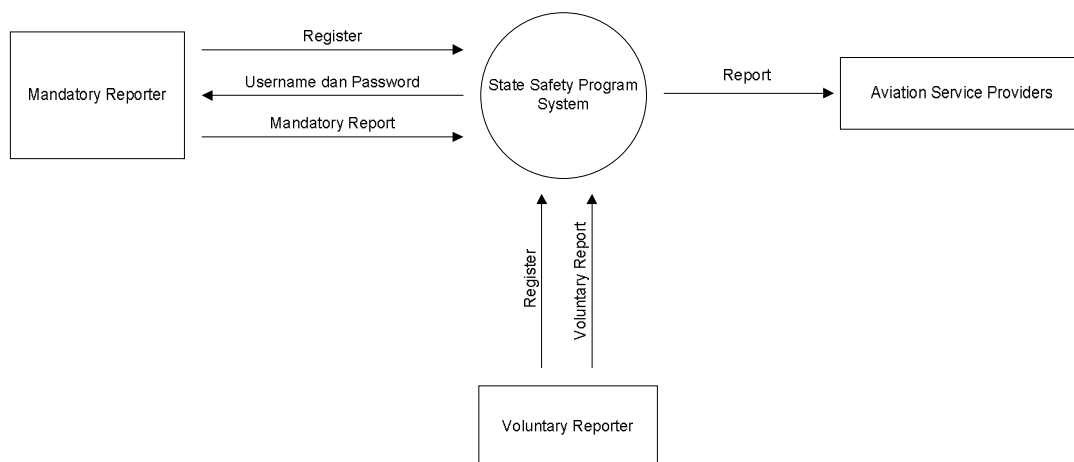 Register
Mandatory Reporter
Username dan Password
Mandatory Report
State Safety Program
System
Report
Aviation Service Providers
Register
Voluntary Report
Voluntary Reporter